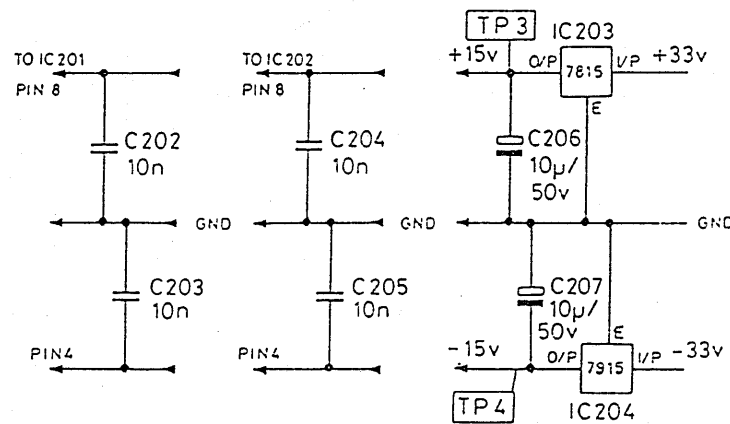 TP 3
IC203
TO IC201
TO IC202
+15v
O/P
7815
I/P
+33v
PIN 8
PIN 8
E
C202
10n
C204
10n
C206
10µ/
50v
GND
GND
GND
C203
10n
C205
10n
C207
10µ/
50v
E
PIN4
PIN4
-15v
O/P
7915
I/P
-33v
TP 4
IC204